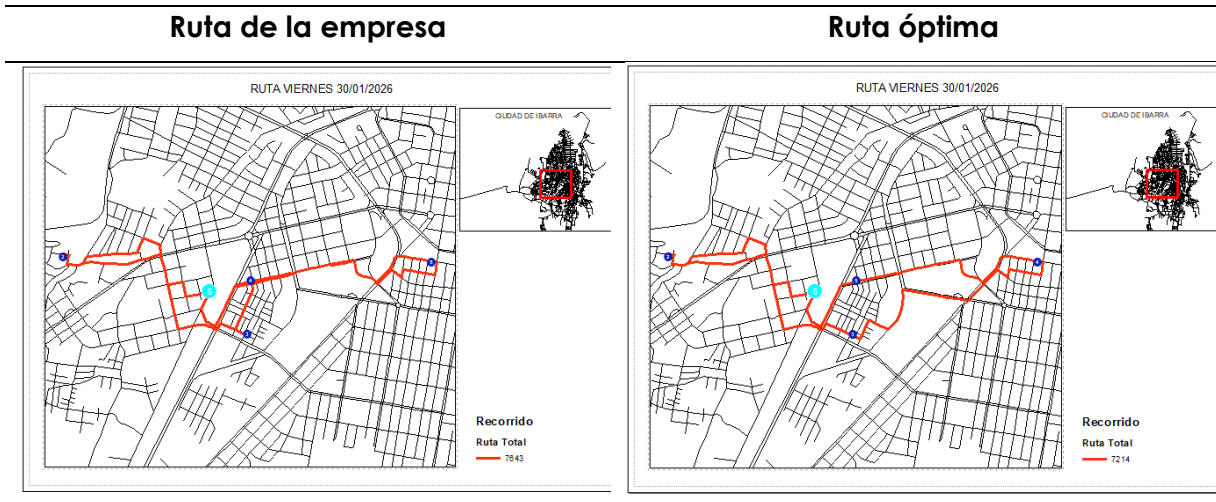 Ruta de la empresa
Ruta óptima
RUTA VIERNES 30/01/2026
CIUDAD DE IBARRA
Recorrido
Ruta Total
7643
RUTA VIERNES 30/01/2026
CIUDAD DE IBARRA
Recorrido
Ruta Total
7214